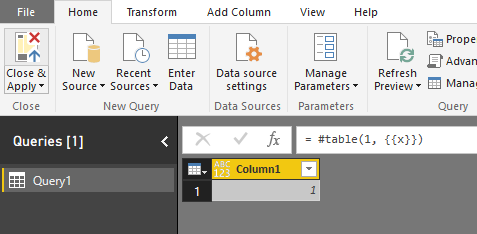 File Home Transform Add Column View Help
Close & Apply New Source Recent Sources Enter Data Data source settings Manage Parameters Refresh Preview Manag
Close New Query Data Sources Parameters Query
Queries [1] < fx = #table(1, {{x}})
Query1 ABC 123 Column1
1 1